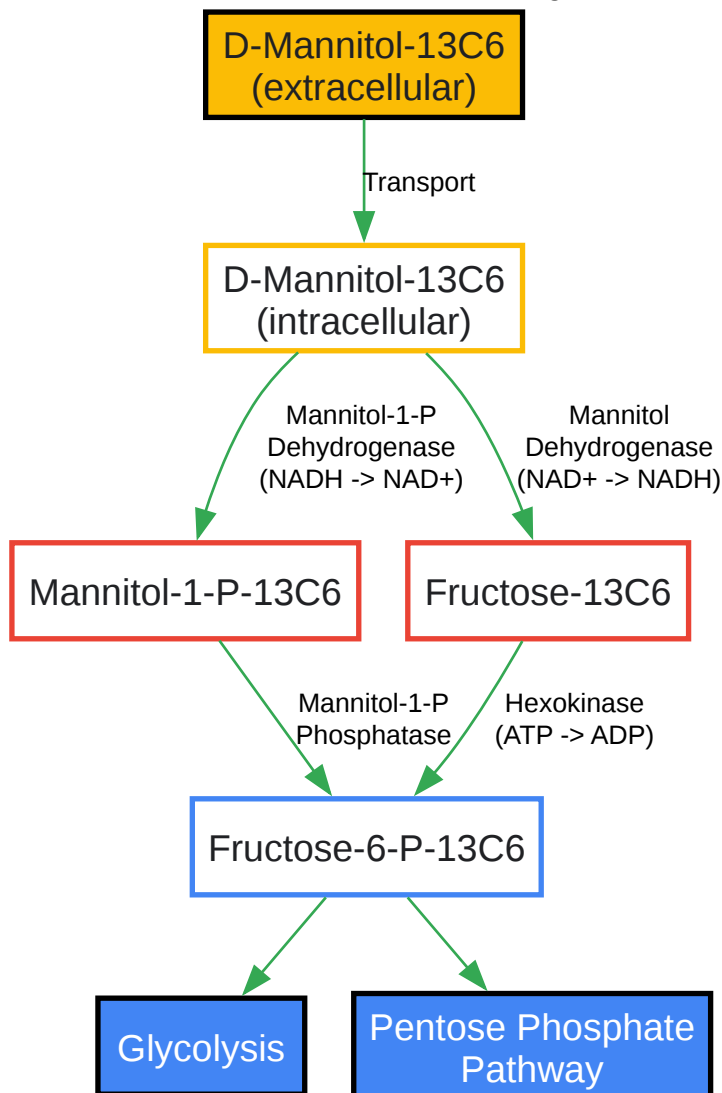 D-Mannitol-13C6
(extracellular)
Transport
D-Mannitol-13C6
(intracellular)
Mannitol-1-P
Dehydrogenase
(NADH -> NAD+)
Mannitol
Dehydrogenase
(NAD+ -> NADH)
Mannitol-1-P-13C6
Fructose-13C6
Mannitol-1-P
Phosphatase
Hexokinase
(ATP -> ADP)
Fructose-6-P-13C6
Glycolysis
Pentose Phosphate
Pathway